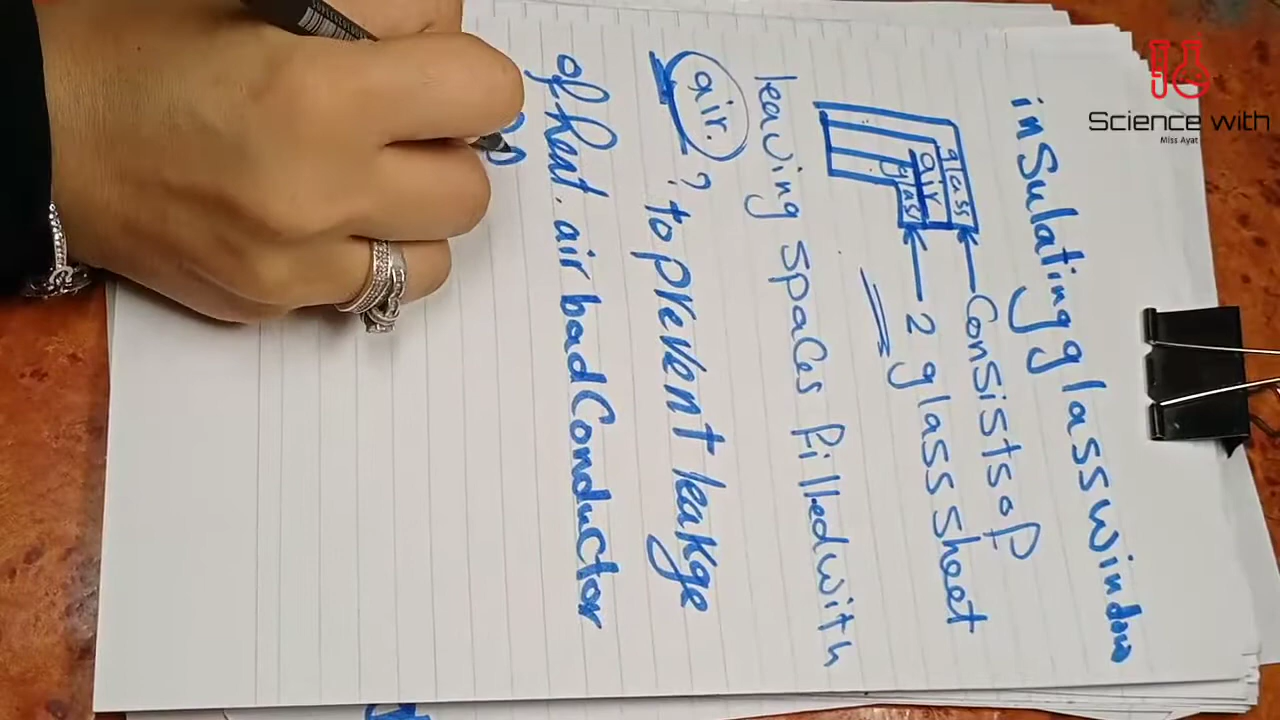 Science with
Miss Ayat
insulating glass window
Consists of
2 glass sheet
glass
air
glass
leaving spaces filled with
air. ? to prevent leakge
of heat. air bad Conductor